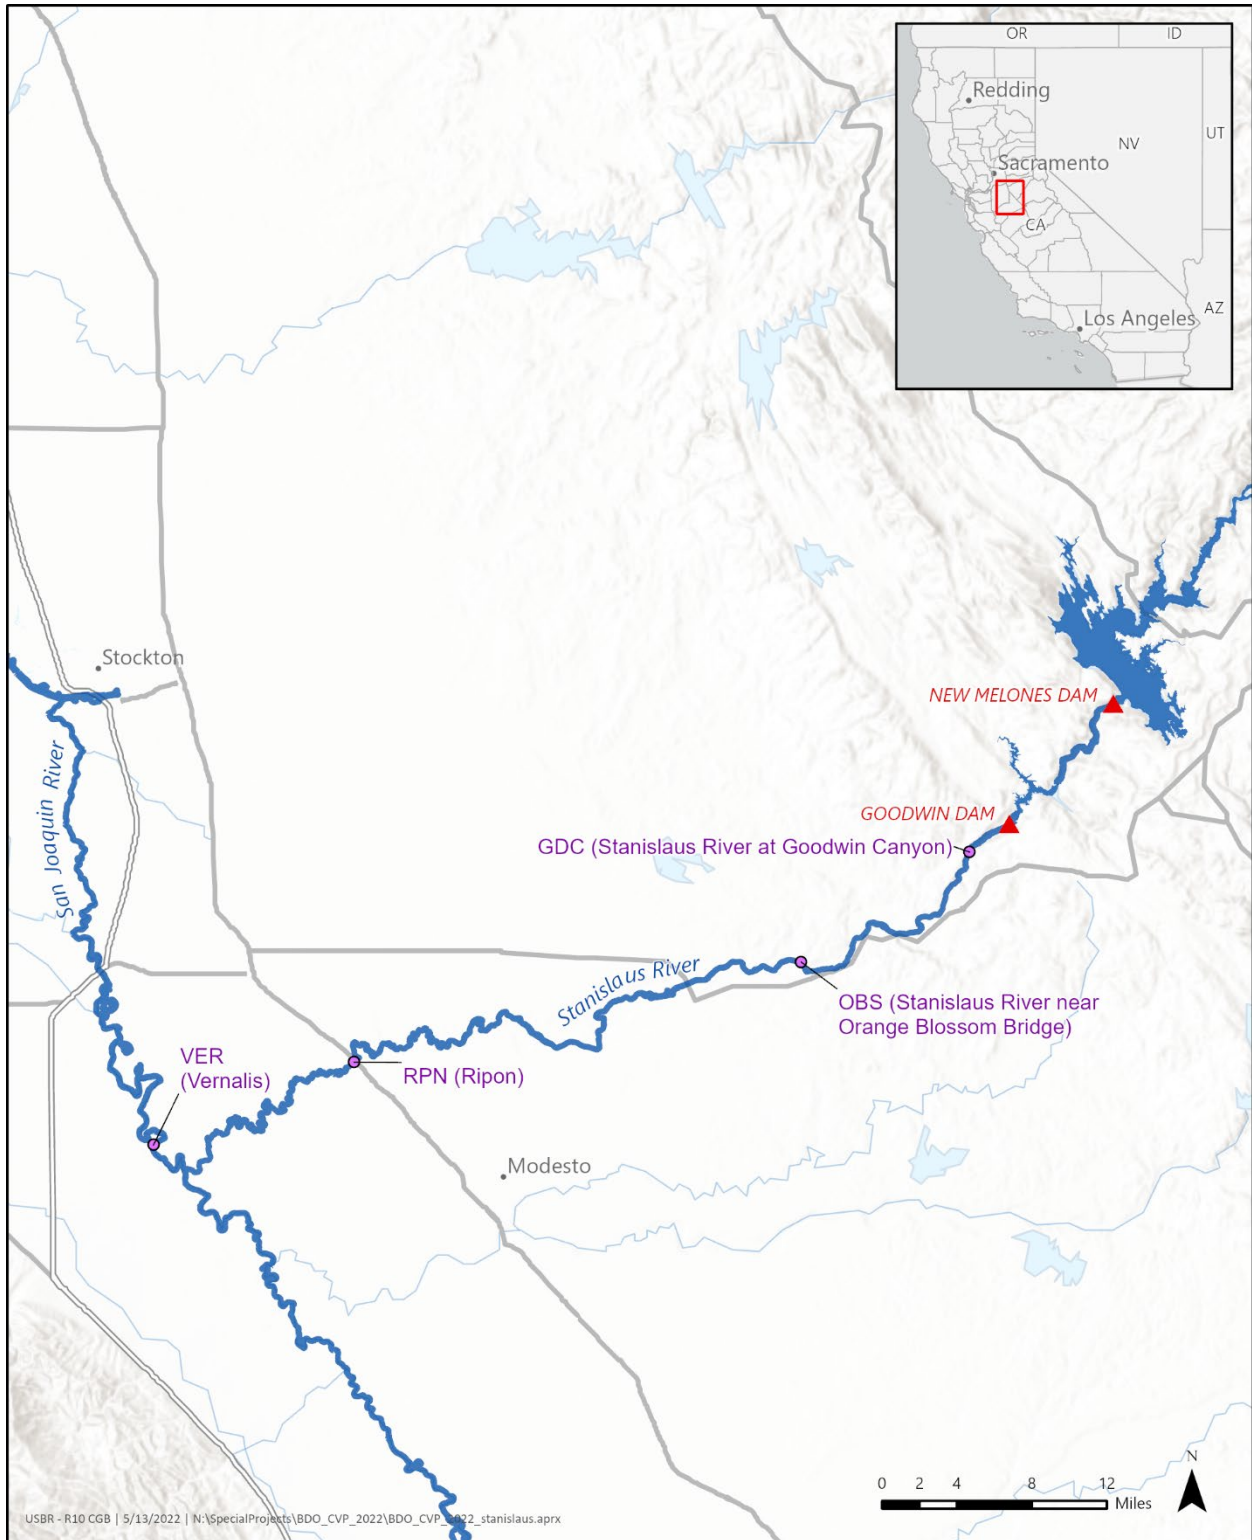 OR
ID
Redding
NV
UT
Sacramento
CA
AZ
Los Angeles
Stockton
NEW MELONES DAM
San Joaquin River
GOODWIN DAM
GDC (Stanislaus River at Goodwin Canyon)
Stanislaus River
OBS (Stanislaus River near
Orange Blossom Bridge)
VER
(Vernalis)
RPN (Ripon)
Modesto
N
0 2 4 8 12
Miles
USBR - R10 CGB | 5/13/2022 | N:\SpecialProjects\BDO_CVP_2022\BDO_CVP_2022_stanislaus.aprx